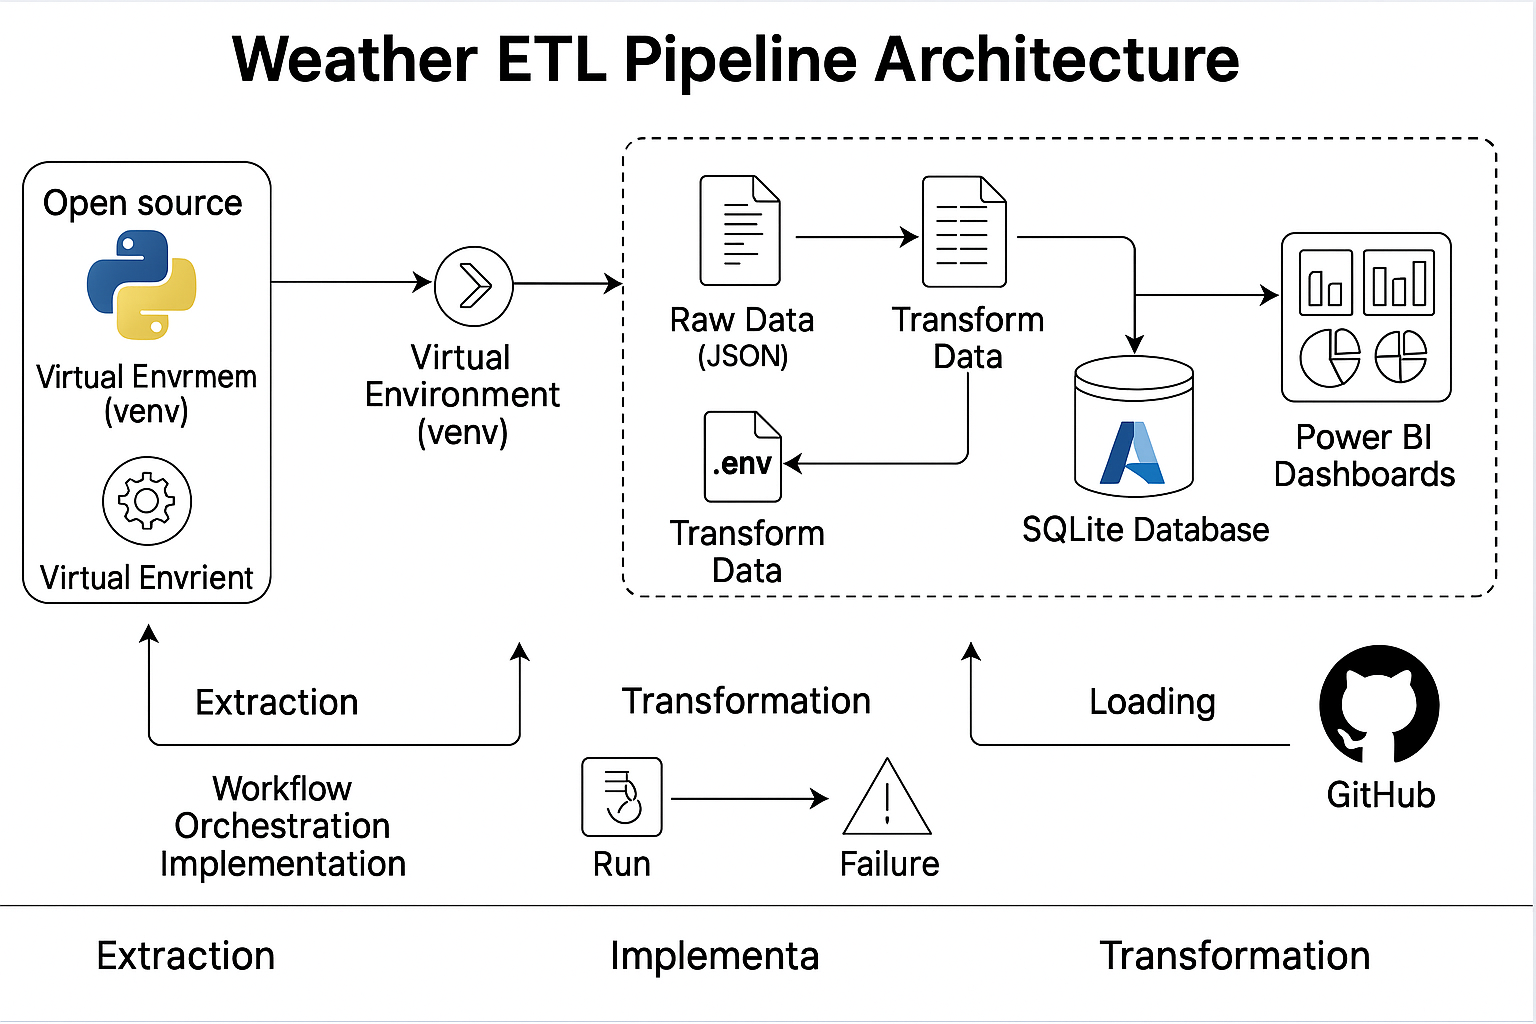 Weather ETL Pipeline Architecture
Open source
Virtual Envrmem
(venv)
Virtual Envrient
Virtual
Environment
(venv)
Raw Data
(JSON)
Transform
Data
.env
Transform
Data
SQLite Database
Power BI
Dashboards
Extraction
Transformation
Loading
Workflow
Orchestration
Implementation
Run
Failure
GitHub
Extraction
Implementa
Transformation